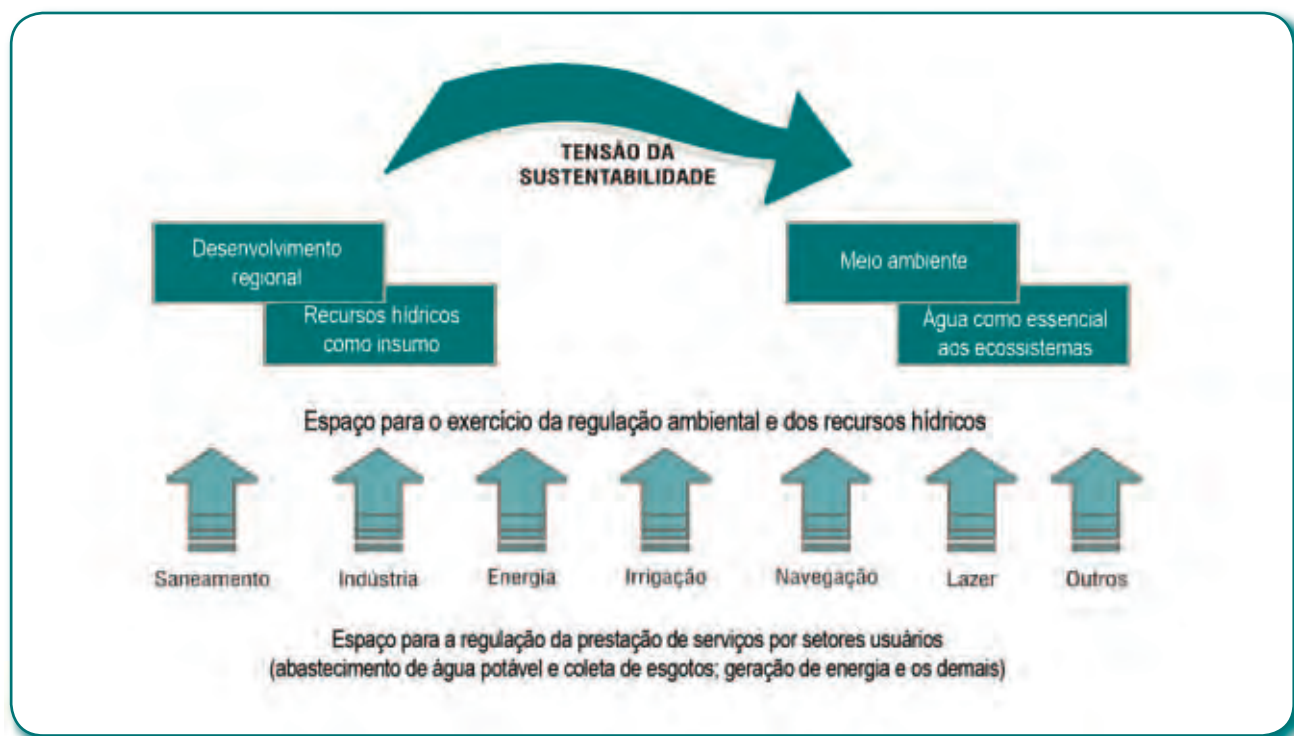 TENSÃO DA
SUSTENTABILIDADE
Desenvolvimento
regional
Recursos hídricos
como insumo
Meio ambiente
Água como essencial
aos ecossistemas
Espaço para o exercício da regulação ambiental e dos recursos hídricos
Saneamento
Indústria
Energia
Irrigação
Navegação
Lazer
Outros
Espaço para a regulação da prestação de serviços por setores usuários
(abastecimento de água potável e coleta de esgotos; geração de energia e os demais)